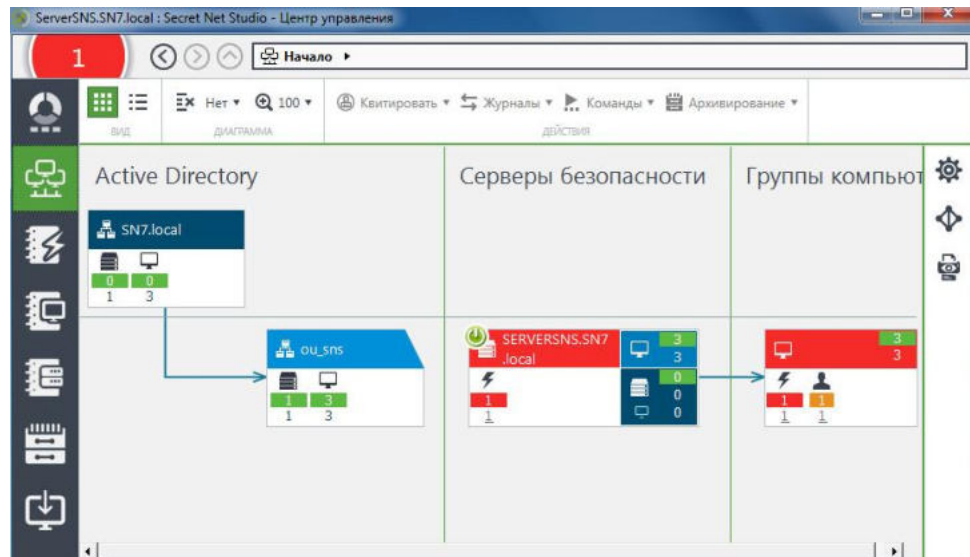 ServerSNS.SN7.local : Secret Net Studio - Центр управления
1
Начало
Нет
100
Квитировать
Журналы
Команды
Архивирование
ВИД
ДИАГРАММА
ДЕЙСТВИЯ
Active Directory
Серверы безопасности
Группы компьют
SN7.local
0 0
1 3
ou_sns
1 3
1 3
SERVERSNS.SN7
.local
3
3
1
1
0
0
0
3
3
1 1
1 1